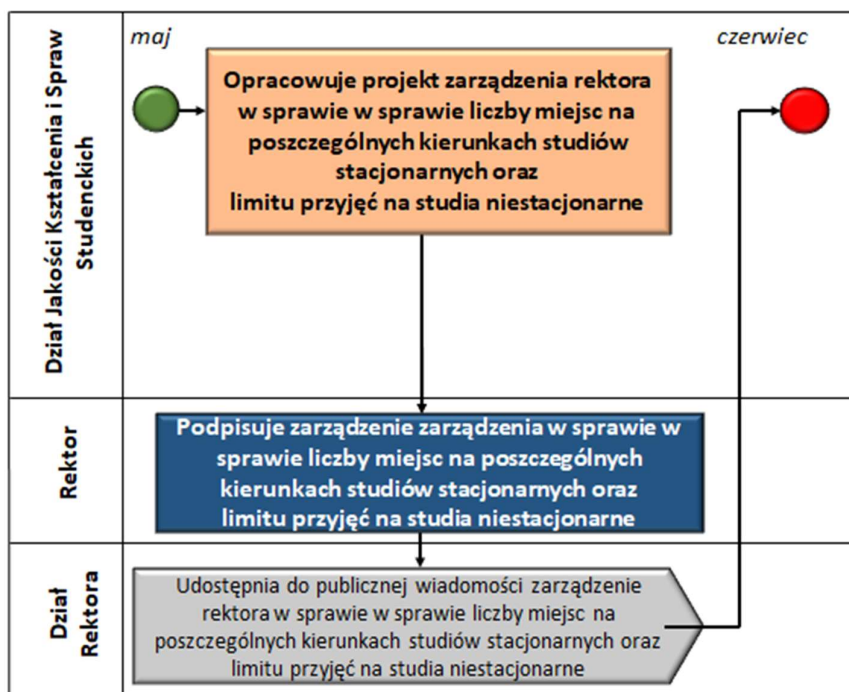 maj
czerwiec
Dział Jakości Kształcenia i Spraw
Studenckich
Opracowuje projekt zarządzenia rektora
w sprawie w sprawie liczby miejsc na
poszczególnych kierunkach studiów
stacjonarnych oraz
limitu przyjęć na studia niestacjonarne
Rektor
Podpisuje zarządzenie zarządzenia w sprawie w
sprawie liczby miejsc na poszczególnych
kierunkach studiów stacjonarnych oraz
limitu przyjęć na studia niestacjonarne
Dział
Rektora
Udostępnia do publicznej wiadomości zarządzenie
rektora w sprawie w sprawie liczby miejsc na
poszczególnych kierunkach studiów stacjonarnych oraz
limitu przyjęć na studia niestacjonarne